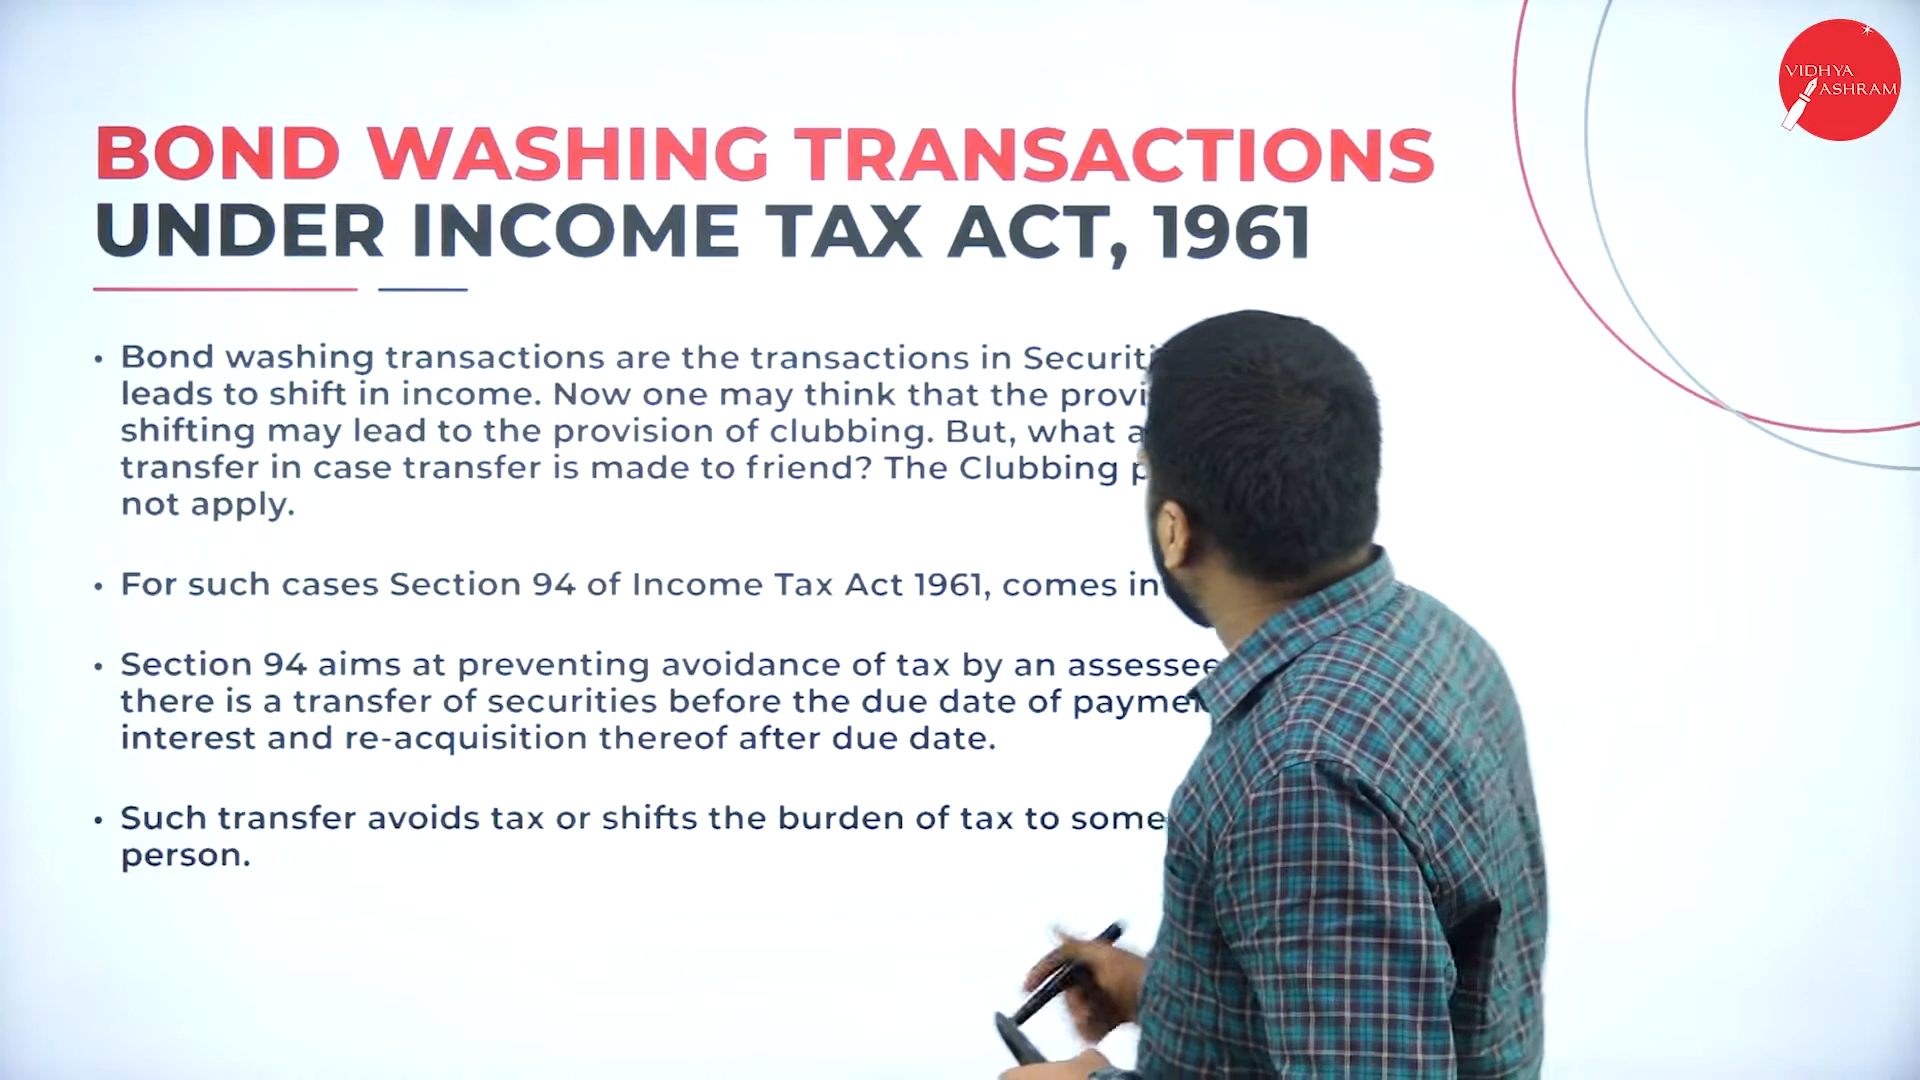 VIDHYA
ASHRAM
BOND WASHING TRANSACTIONS
UNDER INCOME TAX ACT, 1961
• Bond washing transactions are the transactions in
leads to shift in income. Now one may think that the
shifting may lead to the provision of clubbing. But, what
transfer in case transfer is made to friend? The Clubbing
not apply.
• For such cases Section 94 of Income Tax Act 1961, comes
• Section 94 aims at preventing avoidance of tax by an assessee
there is a transfer of securities before the due date of
interest and re-acquisition thereof after due date.
• Such transfer avoids tax or shifts the burden of tax to some
person.